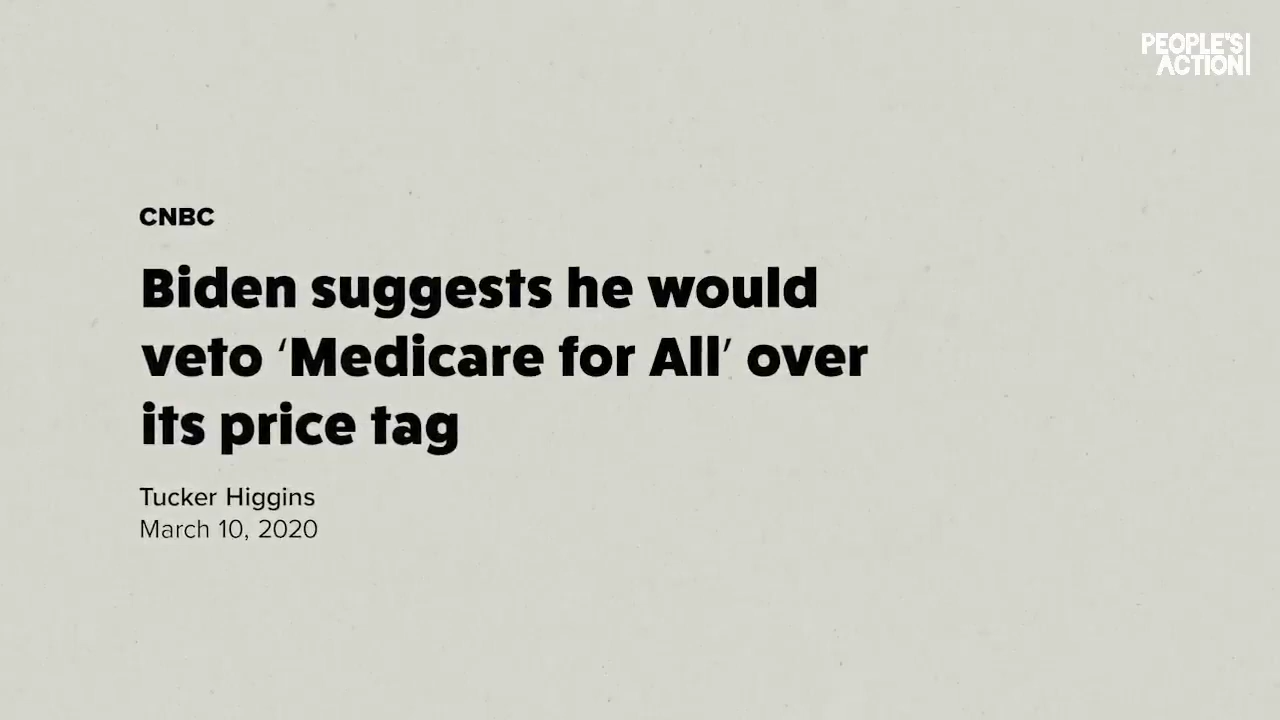 PEOPLE'S
ACTION
CNBC
Biden suggests he would
veto ‘Medicare for All’ over
its price tag
Tucker Higgins
March 10, 2020